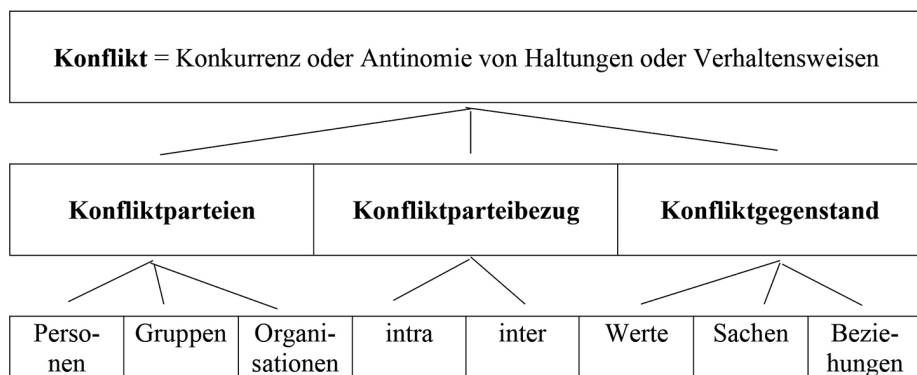 Konflikt = Konkurrenz oder Antinomie von Haltungen oder Verhaltensweisen
Konfliktparteien Konfliktparteibezug Konfliktgegenstand
Perso- Gruppen Organi- intra inter Werte Sachen Bezie-
nen sationen hungen